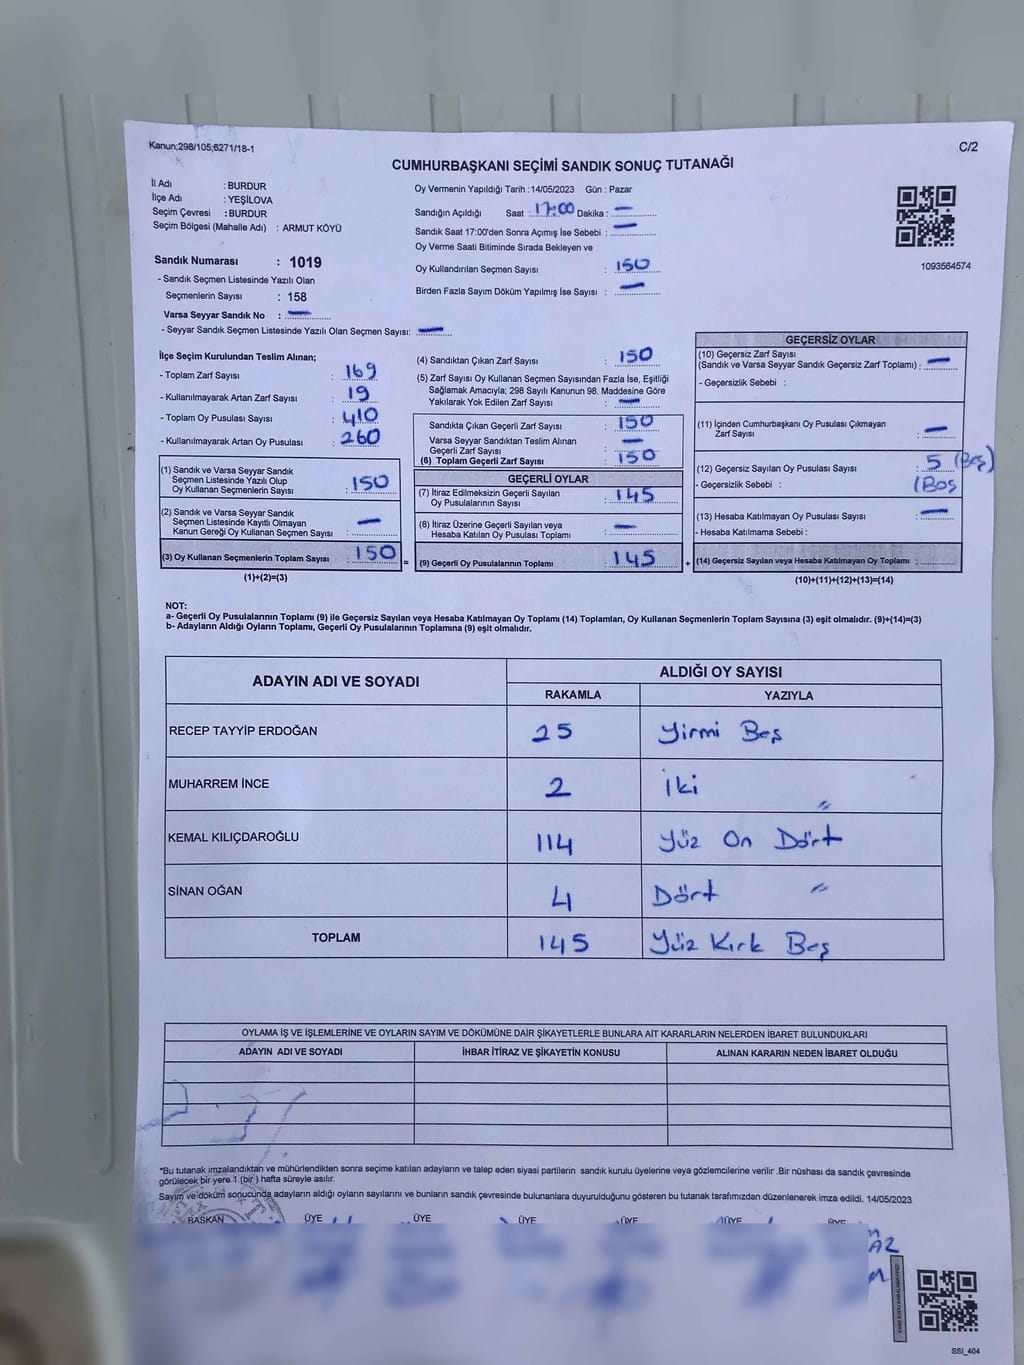 Kanun;298/105;6271/18-1
C/2
CUMHURBAŞKANI SEÇİMİ SANDIK SONUÇ TUTANAĞI
İl Adı : BURDUR
İlçe Adı : YEŞİLOVA
Seçim Çevresi : BURDUR
Seçim Bölgesi (Mahalle Adı) : ARMUT KÖYÜ
Sandık Numarası : 1019
- Sandık Seçmen Listesinde Yazılı Olan
Seçmenlerin Sayısı : 158
Varsa Seyyar Sandık No : —
- Seyyar Sandık Seçmen Listesinde Yazılı Olan Seçmen Sayısı: —
Oy Vermenin Yapıldığı Tarih :14/05/2023 Gün : Pazar
Sandığın Açıldığı Saat : 17:00 Dakika : —
Sandık Saat 17:00'den Sonra Açımış İse Sebebi : —
Oy Verme Saati Bitiminde Sırada Bekleyen ve
Oy Kullandırılan Seçmen Sayısı : 150
Birden Fazla Sayım Döküm Yapılmış İse Sayısı : —
1093564574
İlçe Seçim Kurulundan Teslim Alınan;
- Toplam Zarf Sayısı : 169
- Kullanılmayarak Artan Zarf Sayısı : 19
- Toplam Oy Pusulası Sayısı : 410
- Kullanılmayarak Artan Oy Pusulası : 260
(1) Sandık ve Varsa Seyyar Sandık
Seçmen Listesinde Yazılı Olup
Oy Kullanan Seçmenlerin Sayısı : 150
(2) Sandık ve Varsa Seyyar Sandık
Seçmen Listesinde Kayıtlı Olmayan
Kanun Gereği Oy Kullanan Seçmen Sayısı : —
(3) Oy Kullanan Seçmenlerin Toplam Sayısı : 150
(1)+(2)=(3)
=
(4) Sandıktan Çıkan Zarf Sayısı : 150
(5) Zarf Sayısı Oy Kullanan Seçmen Sayısından Fazla İse, Eşitliği
Sağlamak Amacıyla; 298 Sayılı Kanunun 98. Maddesine Göre
Yakılarak Yok Edilen Zarf Sayısı : —
Sandıkta Çıkan Geçerli Zarf Sayısı : 150
Varsa Seyyar Sandıktan Teslim Alınan
Geçerli Zarf Sayısı : —
(6) Toplam Geçerli Zarf Sayısı : 150
GEÇERLİ OYLAR
(7) İtiraz Edilmeksizin Geçerli Sayılan
Oy Pusulalarının Sayısı : 145
(8) İtiraz Üzerine Geçerli Sayılan veya
Hesaba Katılan Oy Pusulası Toplamı : —
(9) Geçerli Oy Pusulalarının Toplamı : 145
+
GEÇERSİZ OYLAR
(10) Geçersiz Zarf Sayısı
(Sandık ve Varsa Seyyar Sandık Geçersiz Zarf Toplamı) : —
- Geçersizlik Sebebi :
(11) İçinden Cumhurbaşkanı Oy Pusulası Çıkmayan
Zarf Sayısı : —
(12) Geçersiz Sayılan Oy Pusulası Sayısı : 5 (Beş)
- Geçersizlik Sebebi : (Boş
(13) Hesaba Katılmayan Oy Pusulası Sayısı : —
- Hesaba Katılmama Sebebi :
(14) Geçersiz Sayılan veya Hesaba Katılmayan Oy Toplamı :
(10)+(11)+(12)+(13)=(14)
NOT:
a- Geçerli Oy Pusulalarının Toplamı (9) ile Geçersiz Sayılan veya Hesaba Katılmayan Oy Toplamı (14) Toplamları, Oy Kullanan Seçmenlerin Toplam Sayısına (3) eşit olmalıdır. (9)+(14)=(3)
b- Adayların Aldığı Oyların Toplamı, Geçerli Oy Pusulalarının Toplamına (9) eşit olmalıdır.
ADAYIN ADI VE SOYADI ALDIĞI OY SAYISI
RAKAMLA YAZIYLA
RECEP TAYYİP ERDOĞAN 25 Yirmi Beş
MUHARREM İNCE 2 İki
KEMAL KILIÇDAROĞLU 114 Yüz On Dört
SİNAN OĞAN 4 Dört
TOPLAM 145 Yüz Kırk Beş
OYLAMA İŞ VE İŞLEMLERİNE VE OYLARIN SAYIM VE DÖKÜMÜNE DAİR ŞİKAYETLERLE BUNLARA AİT KARARLARIN NELERDEN İBARET BULUNDUKLARI
ADAYIN ADI VE SOYADI İHBAR İTİRAZ VE ŞİKAYETİN KONUSU ALINAN KARARIN NEDEN İBARET OLDUĞU
*Bu tutanak imzalandıktan ve mühürlendikten sonra seçime katılan adayların ve talep eden siyasi partilerin sandık kurulu üyelerine veya gözlemcilerine verilir .Bir nüshası da sandık çevresinde
görülecek bir yere 1 (bir ) hafta süreyle asılır.
Sayım ve döküm sonucunda adayların aldığı oyların sayılarını ve bunların sandık çevresinde bulunanlara duyurulduğunu gösteren bu tutanak tarafımızdan düzenlenerek imza edildi. 14/05/2023
BAŞKAN ÜYE ÜYE ÜYE ÜYE ÜYE ÜYE
SSI_404